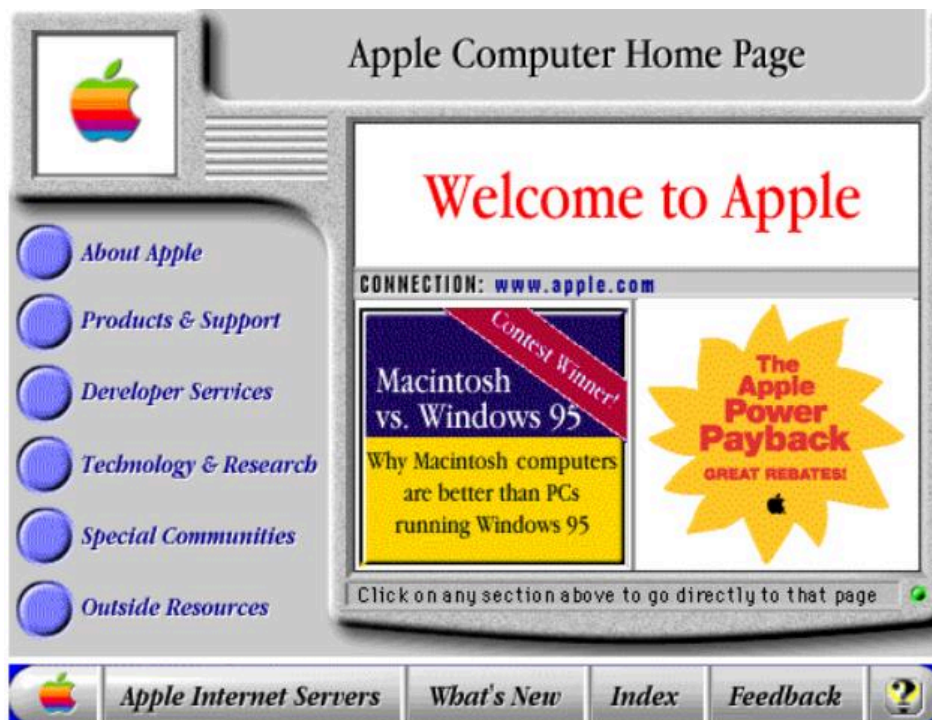 Apple Computer Home Page
Welcome to Apple
CONNECTION: www.apple.com
Contest Winner!
Macintosh
vs. Windows 95
Why Macintosh computers
are better than PCs
running Windows 95
The
Apple
Power
Payback
GREAT REBATES!
Click on any section above to go directly to that page
About Apple
Products & Support
Developer Services
Technology & Research
Special Communities
Outside Resources
Apple Internet Servers
What's New
Index
Feedback
?